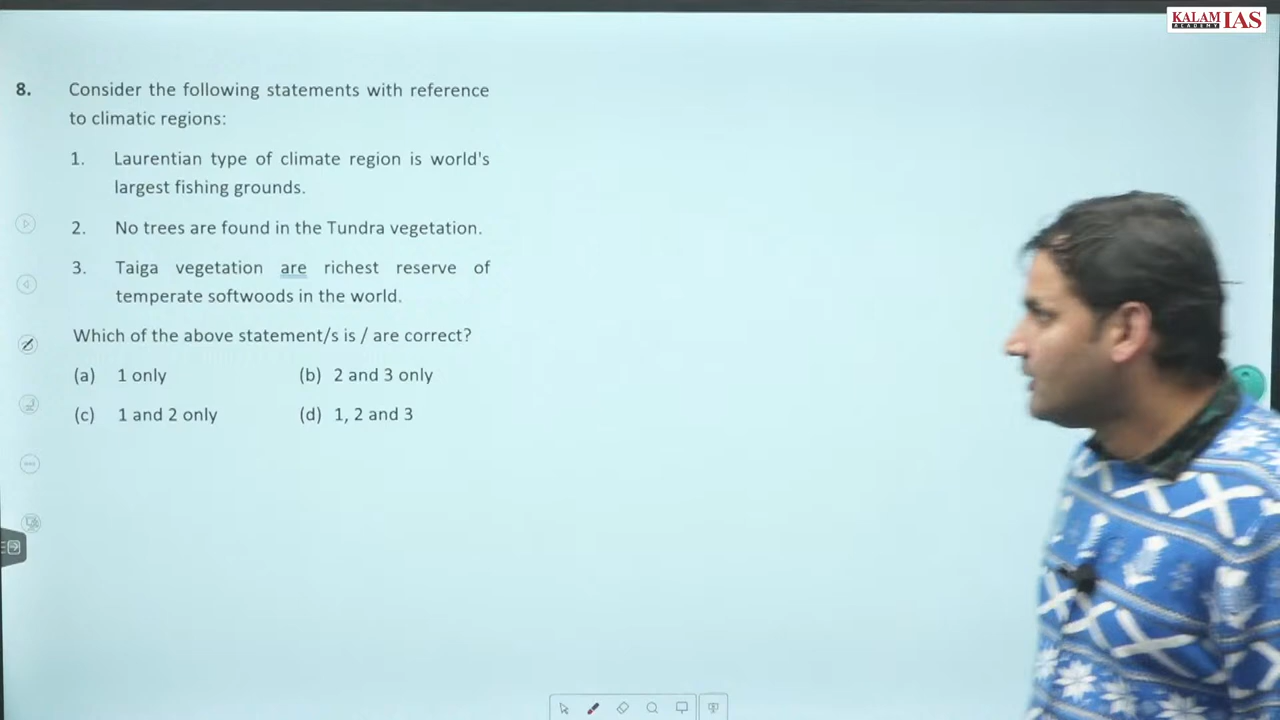 KALAM IAS
ACADEMY
8. Consider the following statements with reference
to climatic regions:
1. Laurentian type of climate region is world's
largest fishing grounds.
2. No trees are found in the Tundra vegetation.
3. Taiga vegetation are richest reserve of
temperate softwoods in the world.
Which of the above statement/s is / are correct?
(a) 1 only (b) 2 and 3 only
(c) 1 and 2 only (d) 1, 2 and 3